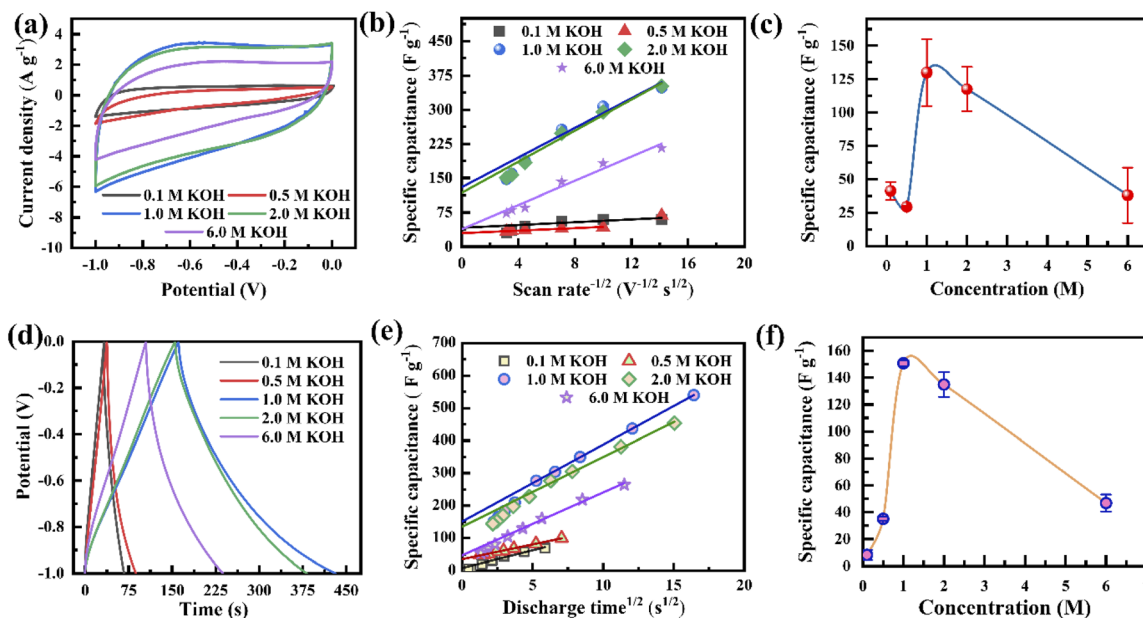 (a)
Current density (A g⁻¹)
4
2
0
-2
-4
-6
-8
-10
0.1 M KOH
0.5 M KOH
1.0 M KOH
2.0 M KOH
6.0 M KOH
-1.0 -0.8 -0.6 -0.4 -0.2 0.0
Potential (V)
(b)
Specific capacitance (F g⁻¹)
450
375
300
225
150
75
0
0.1 M KOH
0.5 M KOH
1.0 M KOH
2.0 M KOH
6.0 M KOH
0 4 8 12 16 20
Scan rate⁻¹/² (V⁻¹/² s¹/²)
(c)
Specific capacitance (F g⁻¹)
150
125
100
75
50
25
0
0 1 2 3 4 5 6
Concentration (M)
(d)
Potential (V)
0.0
-0.2
-0.4
-0.6
-0.8
-1.0
0.1 M KOH
0.5 M KOH
1.0 M KOH
2.0 M KOH
6.0 M KOH
0 75 150 225 300 375 450
Time (s)
(e)
Specific capacitance ( F g⁻¹)
700
600
500
400
300
200
100
0
0.1 M KOH
0.5 M KOH
1.0 M KOH
2.0 M KOH
6.0 M KOH
0 5 10 15 20
Discharge time¹/² (s¹/²)
(f)
Specific capacitance (F g⁻¹)
160
140
120
100
80
60
40
20
0
0 1 2 3 4 5 6
Concentration (M)